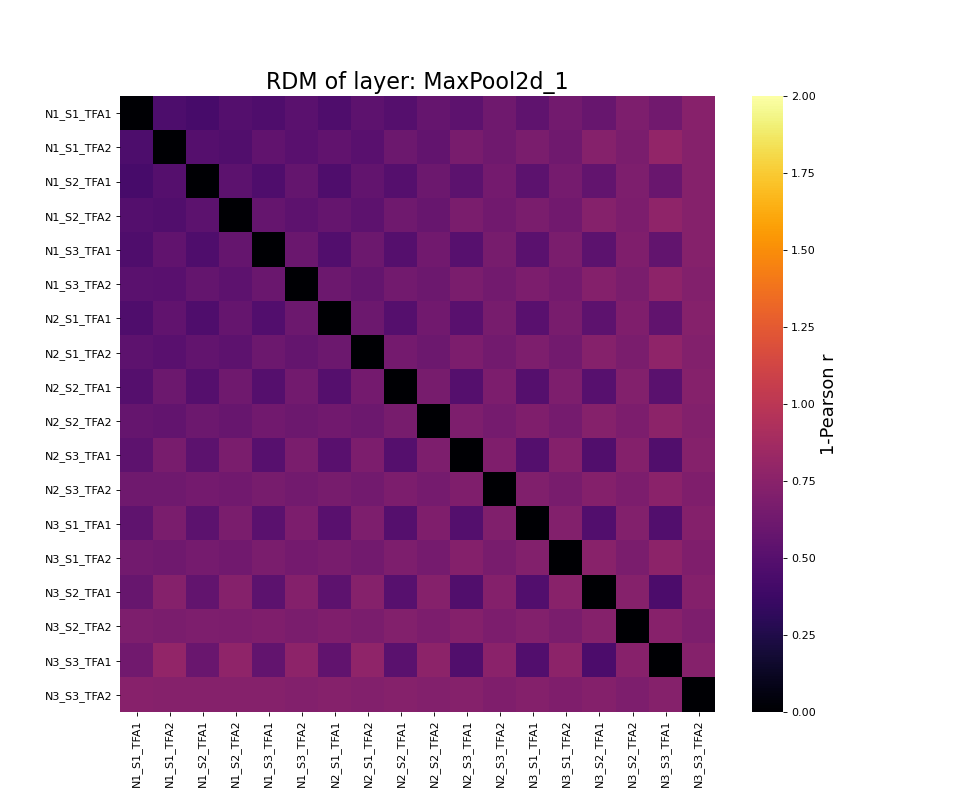 RDM of layer: MaxPool2d_1
N1_S1_TFA1
N1_S1_TFA2
N1_S2_TFA1
N1_S2_TFA2
N1_S3_TFA1
N1_S3_TFA2
N2_S1_TFA1
N2_S1_TFA2
N2_S2_TFA1
N2_S2_TFA2
N2_S3_TFA1
N2_S3_TFA2
N3_S1_TFA1
N3_S1_TFA2
N3_S2_TFA1
N3_S2_TFA2
N3_S3_TFA1
N3_S3_TFA2
N1_S1_TFA1
N1_S1_TFA2
N1_S2_TFA1
N1_S2_TFA2
N1_S3_TFA1
N1_S3_TFA2
N2_S1_TFA1
N2_S1_TFA2
N2_S2_TFA1
N2_S2_TFA2
N2_S3_TFA1
N2_S3_TFA2
N3_S1_TFA1
N3_S1_TFA2
N3_S2_TFA1
N3_S2_TFA2
N3_S3_TFA1
N3_S3_TFA2
2.00
1.75
1.50
1.25
1.00
0.75
0.50
0.25
0.00
1-Pearson r